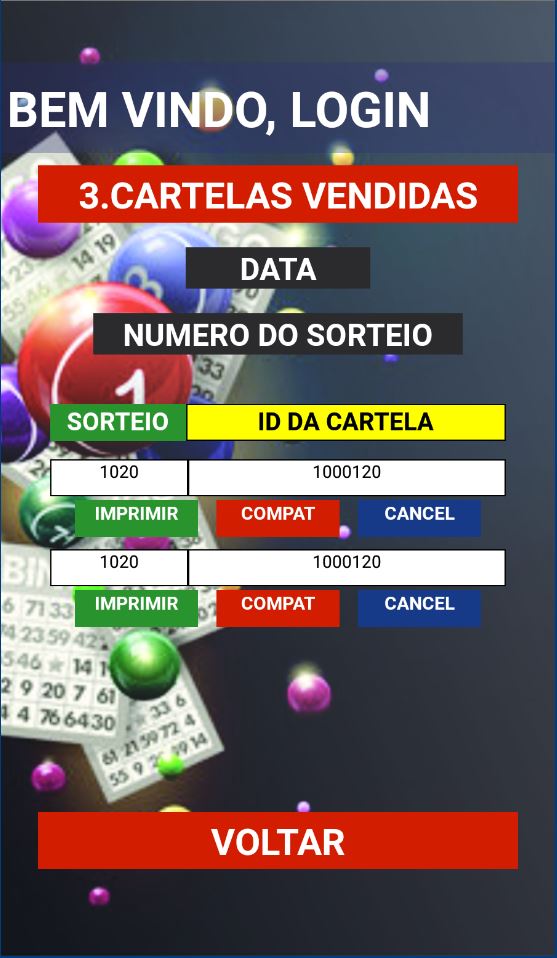 BEM VINDO, LOGIN
3.CARTELAS VENDIDAS
DATA
NUMERO DO SORTEIO
SORTEIO ID DA CARTELA
1020 1000120
IMPRIMIR COMPAT CANCEL
1020 1000120
IMPRIMIR COMPAT CANCEL
VOLTAR